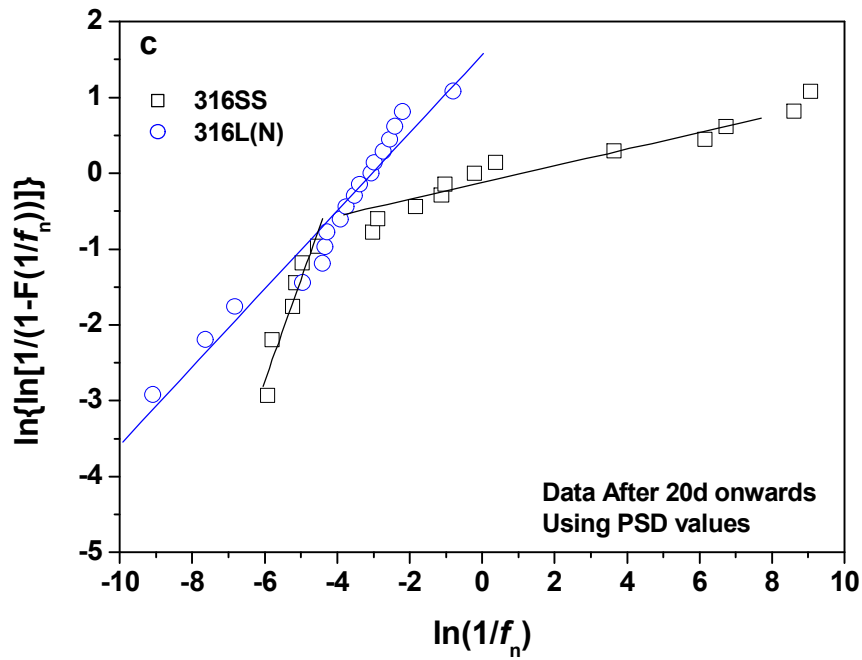 c
316SS
316L(N)
2
1
0
-1
-2
-3
-4
-5
ln{ln[1/(1-F(1/fn))]}
Data After 20d onwards
Using PSD values
-10 -8 -6 -4 -2 0 2 4 6 8 10
ln(1/fn)